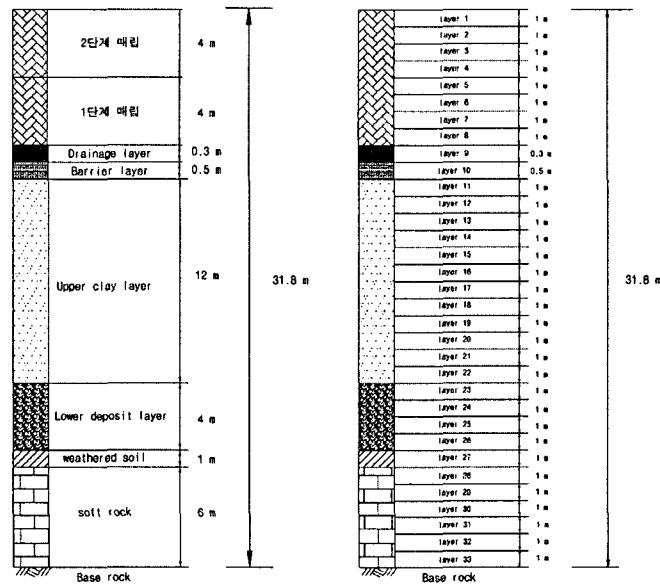 2단계 매립 4 m
1단계 매립 4 m
Drainage layer 0.3 m
Barrier layer 0.5 m
Upper clay layer 12 m
Lower deposit layer 4 m
weathered soil 1 m
soft rock 6 m
31.8 m
Base rock
layer 1 1 m
layer 2 1 m
layer 3 1 m
layer 4 1 m
layer 5 1 m
layer 6 1 m
layer 7 1 m
layer 8 1 m
layer 9 0.3 m
layer 10 0.5 m
layer 11 1 m
layer 12 1 m
layer 13 1 m
layer 14 1 m
layer 15 1 m
layer 16 1 m
layer 17 1 m
layer 18 1 m
layer 19 1 m
layer 20 1 m
layer 21 1 m
layer 22 1 m
layer 23 1 m
layer 24 1 m
layer 25 1 m
layer 26 1 m
layer 27 1 m
layer 28 1 m
layer 29 1 m
layer 30 1 m
layer 31 1 m
layer 32 1 m
layer 33 1 m
31.8 m
Base rock